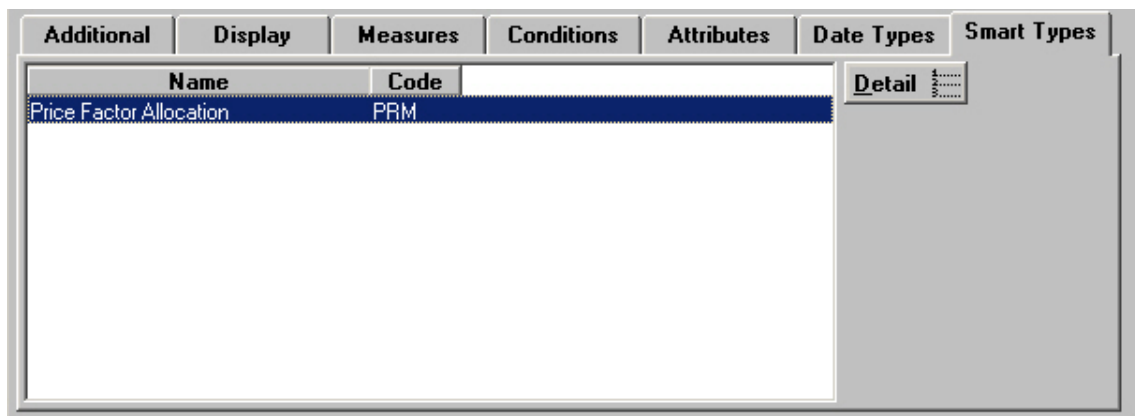 Additional Display Measures Conditions Attributes Date Types Smart Types
Name Code Detail
Price Factor Allocation PRM